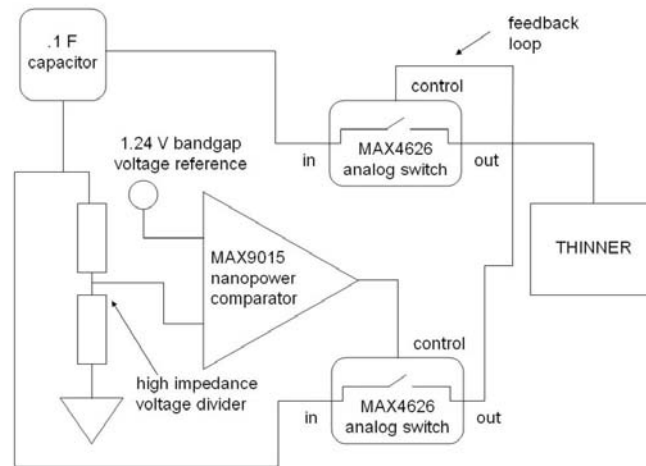 .1 F
capacitor
feedback
loop
control
1.24 V bandgap
voltage reference
in
MAX4626
analog switch
out
THINNER
MAX9015
nanopower
comparator
control
high impedance
voltage divider
in
MAX4626
analog switch
out